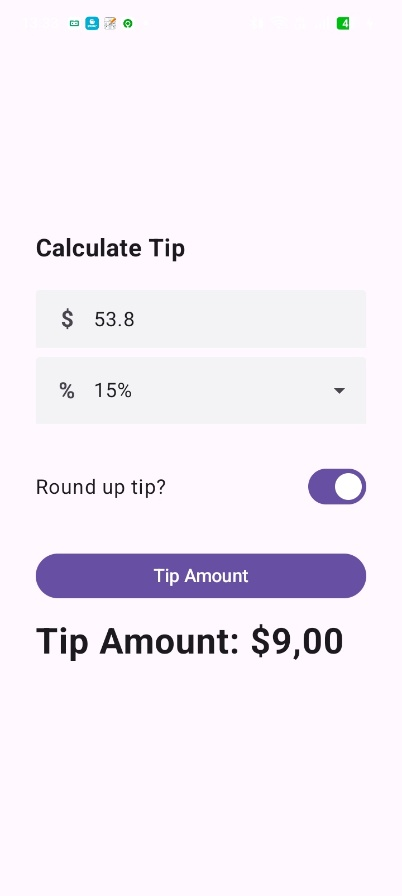 Calculate Tip
$ 53.8
% 15%
Round up tip?
Tip Amount
Tip Amount: $9,00